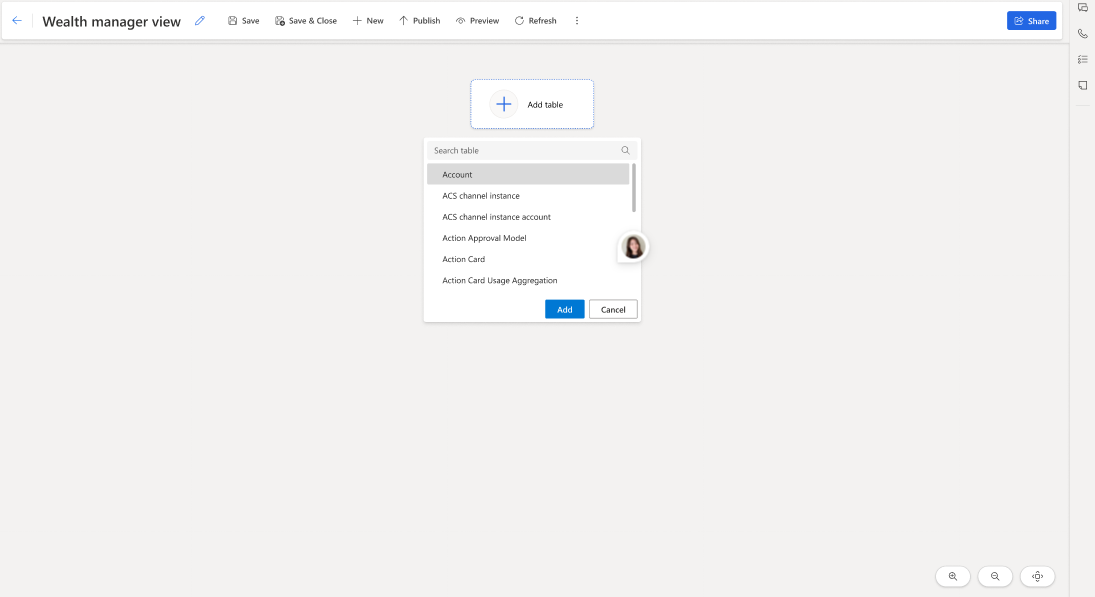 Wealth manager view
Save
Save & Close
New
Publish
Preview
Refresh
Share
Add table
Search table
Account
ACS channel instance
ACS channel instance account
Action Approval Model
Action Card
Action Card Usage Aggregation
Add
Cancel